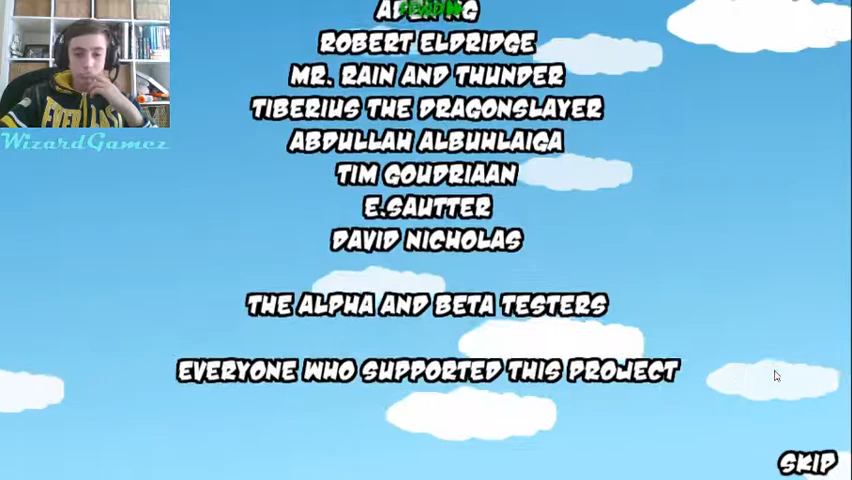 ROBERT ELDRIDGE
MR. RAIN AND THUNDER
TIBERIUS THE DRAGONSLAYER
ABDULLAH ALBUHLAIGA
TIM GOUDRIAAN
E.SAUTTER
DAVID NICHOLAS
THE ALPHA AND BETA TESTERS
EVERYONE WHO SUPPORTED THIS PROJECT
SKIP
WizardGamez
EVERLAST